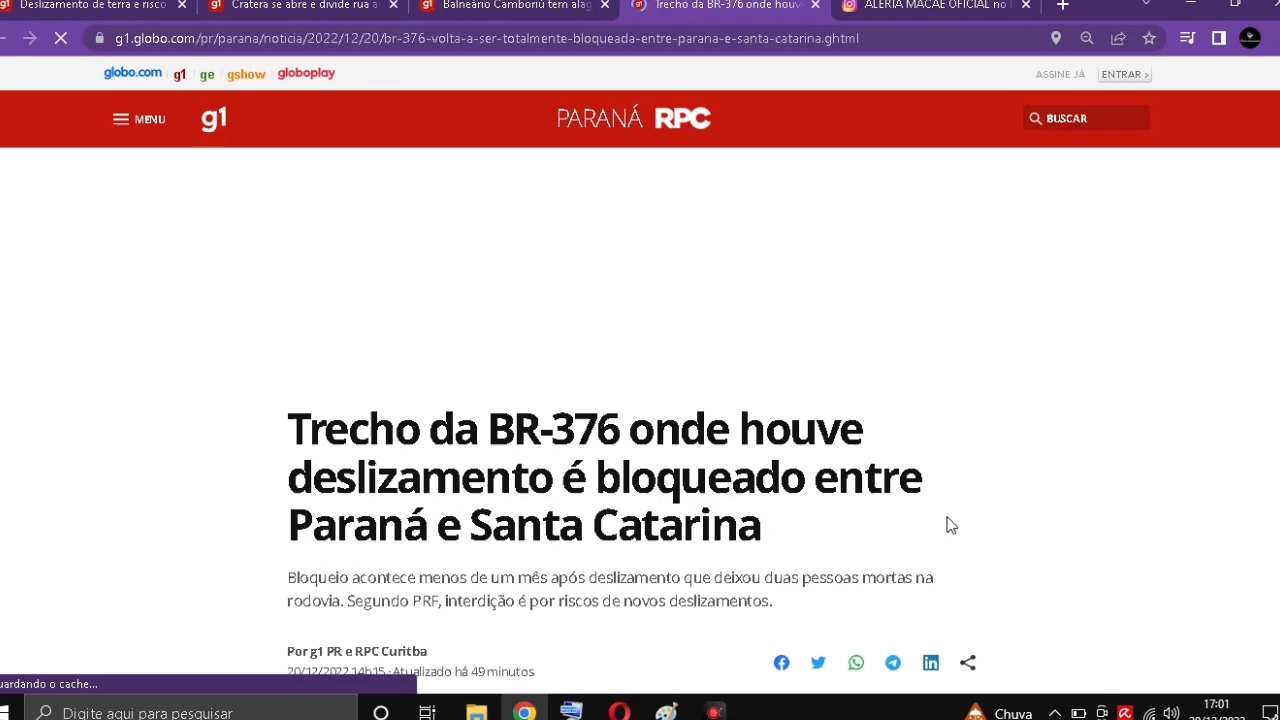 Deslizamento de terra e risco
Cratera se abre e divide rua a
Balneário Camboriú tem alag
Trecho da BR-376 onde houv
ALERTA MACAÉ OFICIAL no I
g1.globo.com/pr/parana/noticia/2022/12/20/br-376-volta-a-ser-totalmente-bloqueada-entre-parana-e-santa-catarina.ghtml
globo.com g1 ge gshow globoplay ASSINE JÁ ENTRAR ›
MENU g1 PARANÁ RPC BUSCAR
Trecho da BR-376 onde houve
deslizamento é bloqueado entre
Paraná e Santa Catarina
Bloqueio acontece menos de um mês após deslizamento que deixou duas pessoas mortas na
rodovia. Segundo PRF, interdição é por riscos de novos deslizamentos.
Por g1 PR e RPC Curitba
20/12/2022 14h15 · Atualizado há 49 minutos
uardando o cache...
Digite aqui para pesquisar
Chuva
17:01